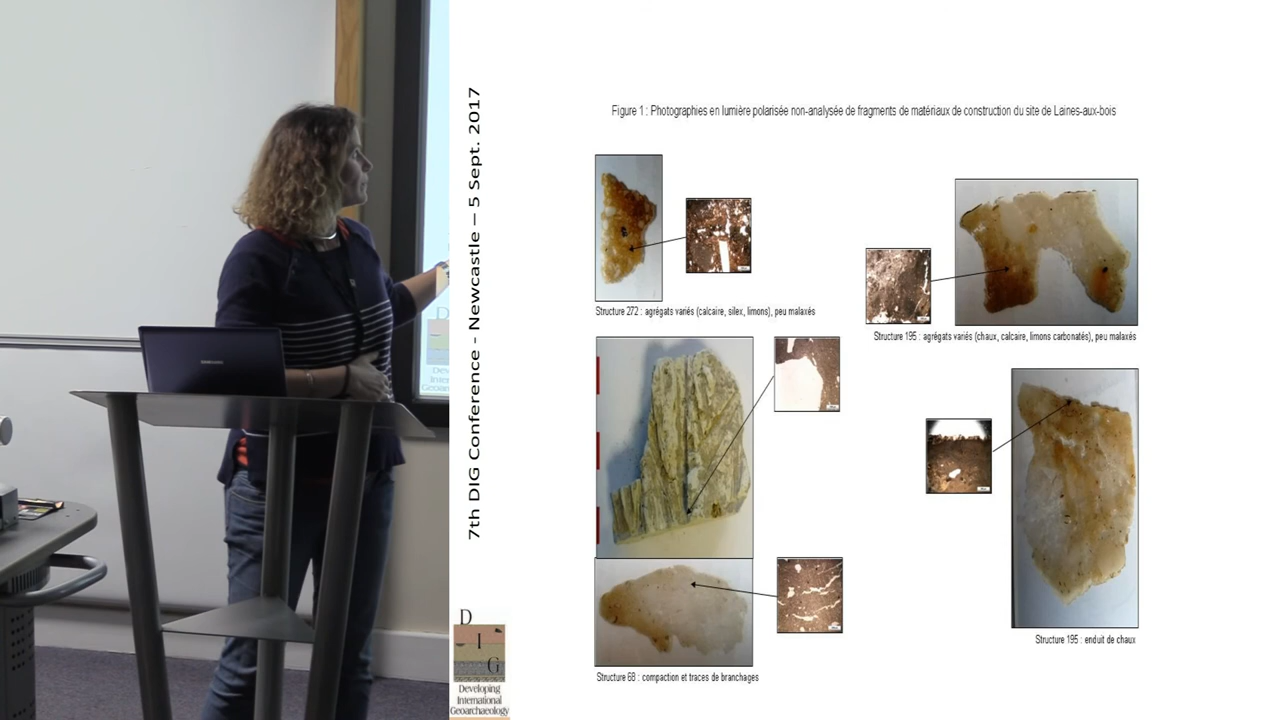 7th DIG Conference - Newcastle – 5 Sept. 2017
Figure 1 : Photographies en lumière polarisée non-analysée de fragments de matériaux de construction du site de Laines-aux-bois
Structure 272 : agrégats variés (calcaire, silex, limons), peu malaxés
Structure 195 : agrégats variés (chaux, calcaire, limons carbonatés), peu malaxés
Structure 195 : enduit de chaux
Structure 68 : compaction et traces de branchages
SAMSUNG
D
I
G
Developing
International
Geoarchaeology